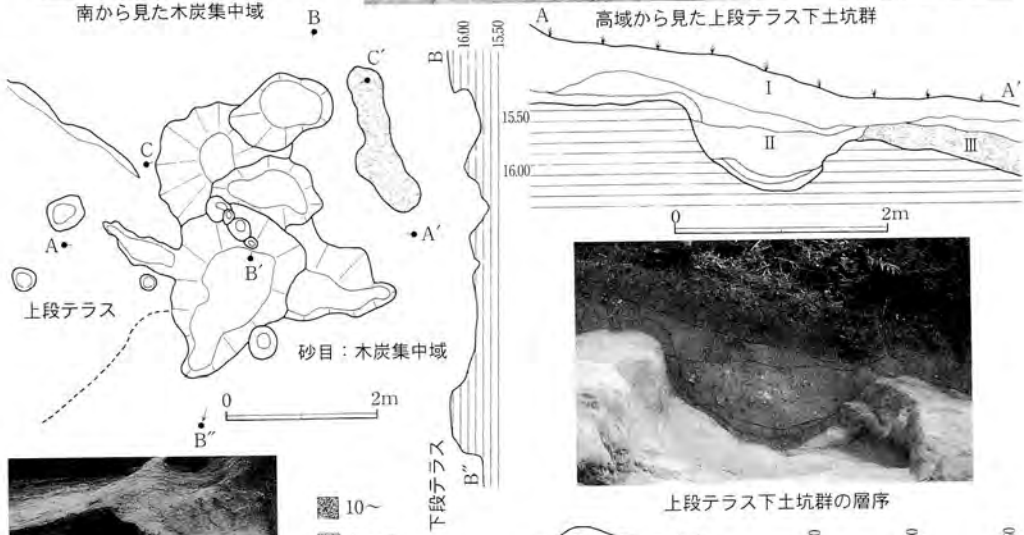 南から見た木炭集中域
高域から見た上段テラス下土坑群
B
C′
C
A
A′
B′
上段テラス
砂目：木炭集中域
0 2m
B″
B
16.00
15.50
B″
下段テラス
A
A′
I
II
III
15.50
16.00
0 2m
上段テラス下土坑群の層序
10〜